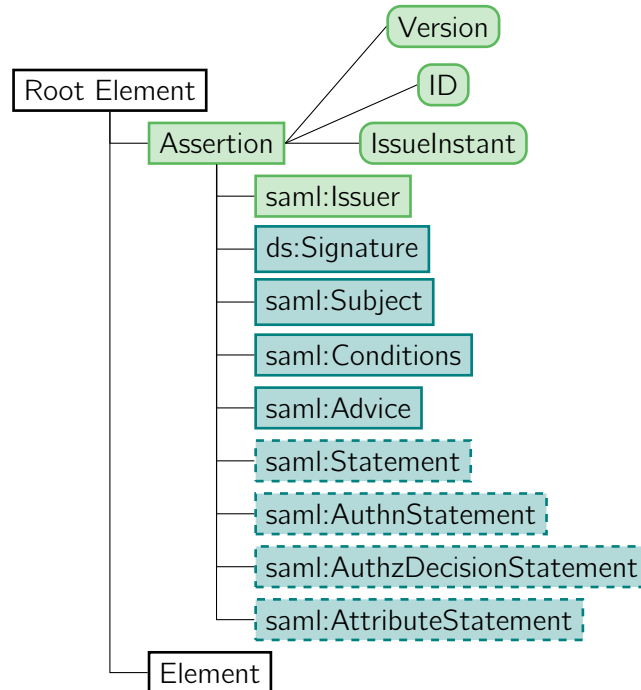 Version
Root Element
ID
Assertion
IssueInstant
saml:Issuer
ds:Signature
saml:Subject
saml:Conditions
saml:Advice
saml:Statement
saml:AuthnStatement
saml:AuthzDecisionStatement
saml:AttributeStatement
Element